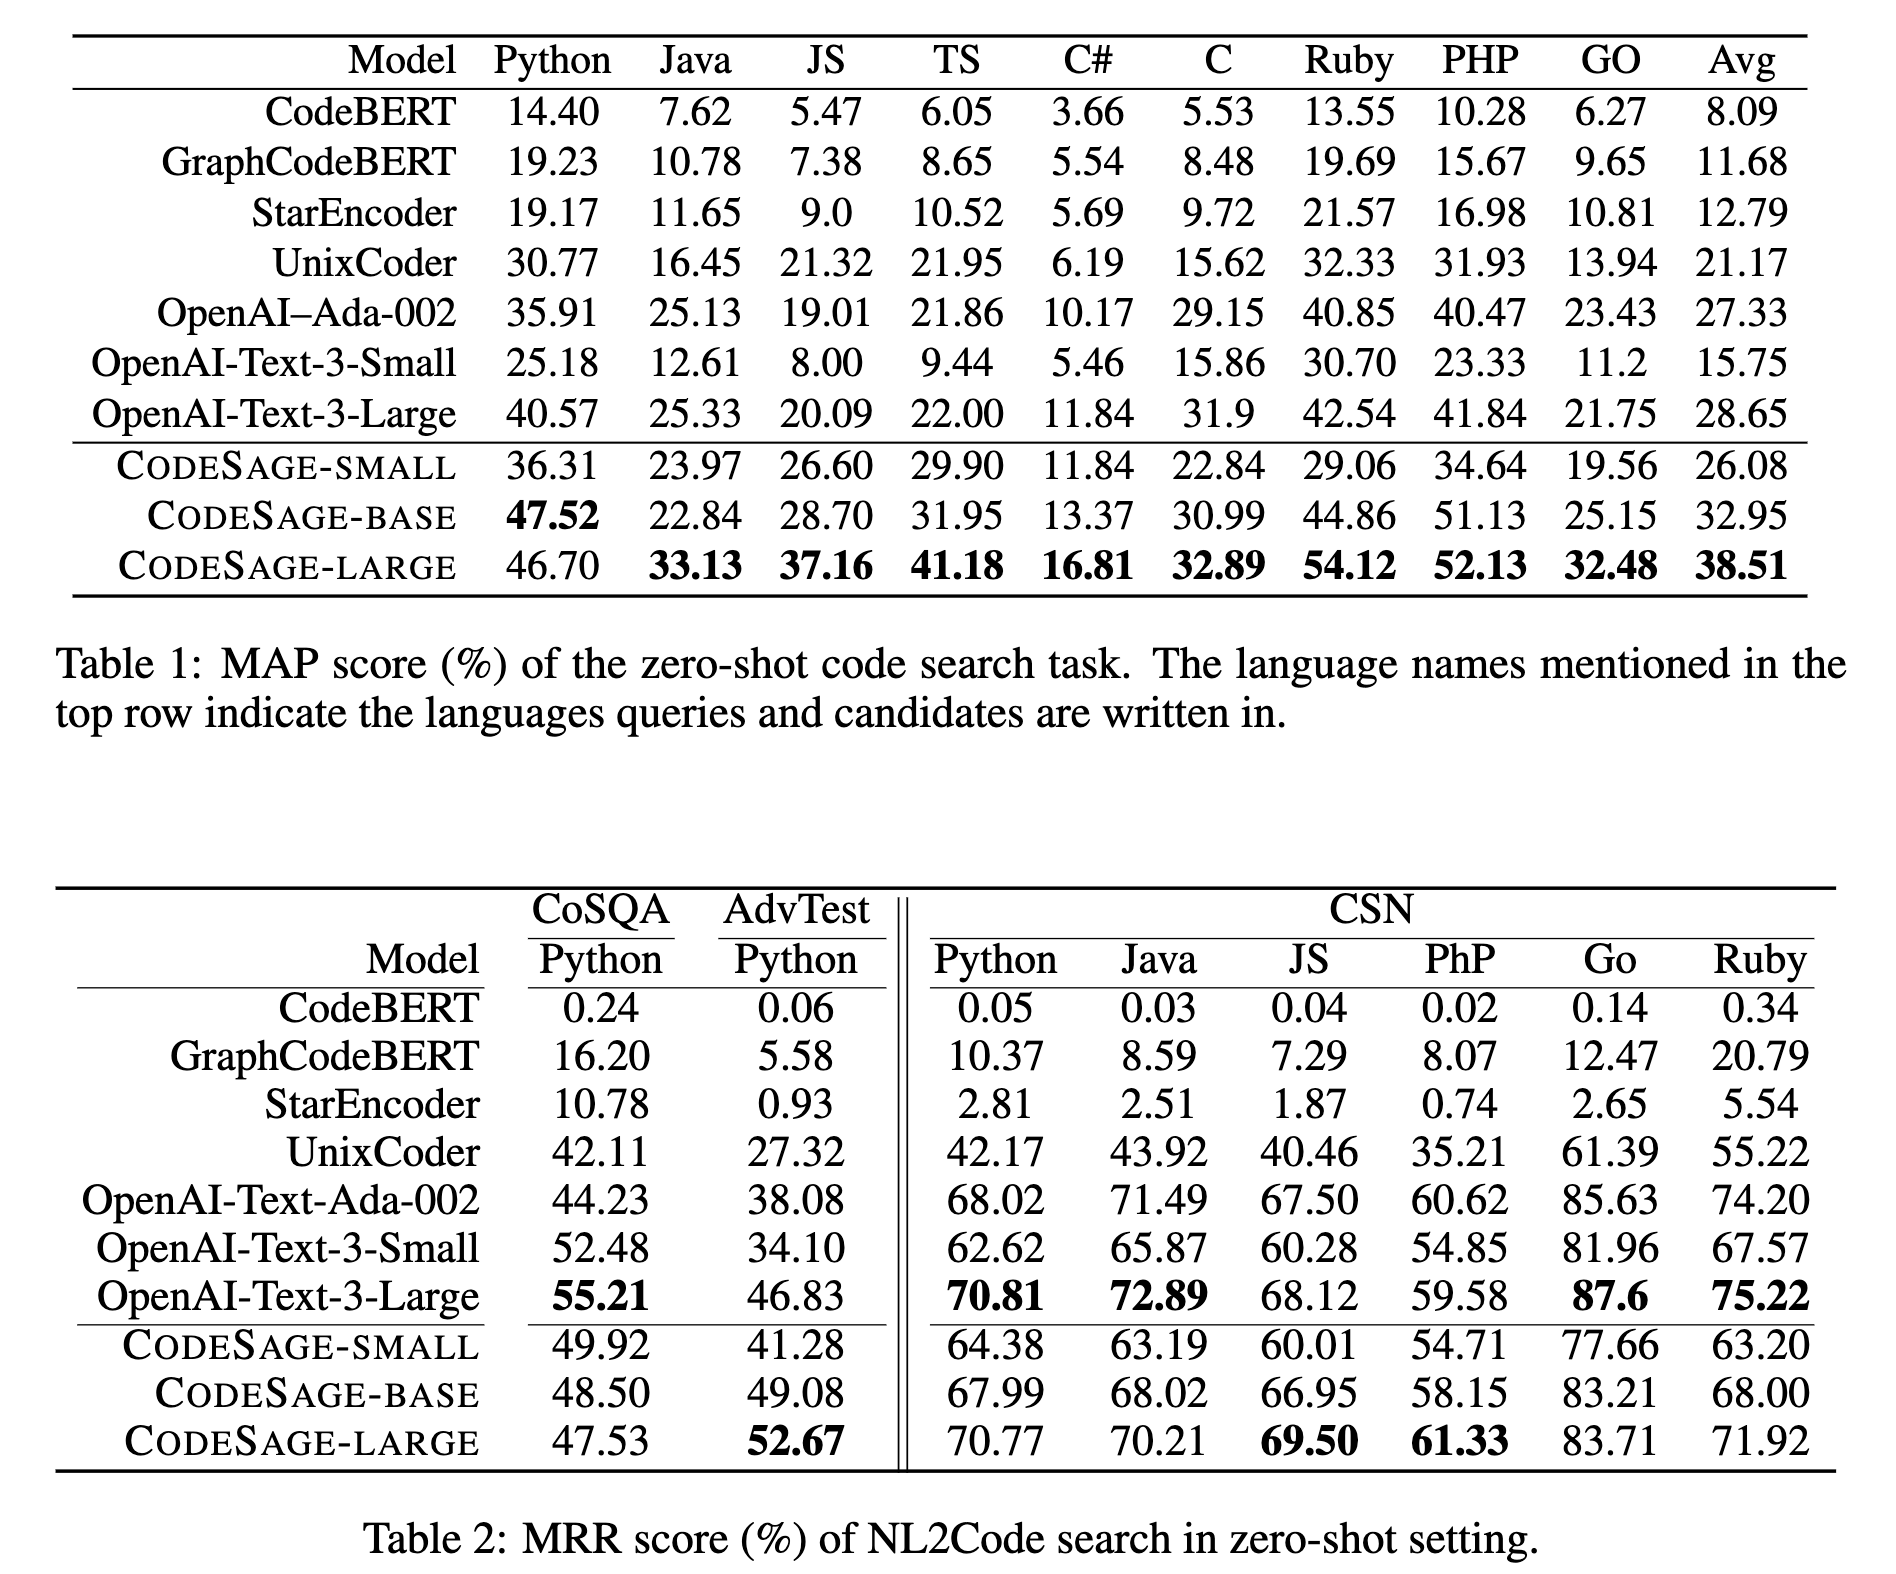 Model Python Java JS TS C# C Ruby PHP GO Avg
CodeBERT 14.40 7.62 5.47 6.05 3.66 5.53 13.55 10.28 6.27 8.09
GraphCodeBERT 19.23 10.78 7.38 8.65 5.54 8.48 19.69 15.67 9.65 11.68
StarEncoder 19.17 11.65 9.0 10.52 5.69 9.72 21.57 16.98 10.81 12.79
UnixCoder 30.77 16.45 21.32 21.95 6.19 15.62 32.33 31.93 13.94 21.17
OpenAI–Ada-002 35.91 25.13 19.01 21.86 10.17 29.15 40.85 40.47 23.43 27.33
OpenAI-Text-3-Small 25.18 12.61 8.00 9.44 5.46 15.86 30.70 23.33 11.2 15.75
OpenAI-Text-3-Large 40.57 25.33 20.09 22.00 11.84 31.9 42.54 41.84 21.75 28.65
CODESAGE-SMALL 36.31 23.97 26.60 29.90 11.84 22.84 29.06 34.64 19.56 26.08
CODESAGE-BASE 47.52 22.84 28.70 31.95 13.37 30.99 44.86 51.13 25.15 32.95
CODESAGE-LARGE 46.70 33.13 37.16 41.18 16.81 32.89 54.12 52.13 32.48 38.51
Table 1: MAP score (%) of the zero-shot code search task. The language names mentioned in the
top row indicate the languages queries and candidates are written in.
CoSQA AdvTest CSN
Model Python Python Python Java JS PhP Go Ruby
CodeBERT 0.24 0.06 0.05 0.03 0.04 0.02 0.14 0.34
GraphCodeBERT 16.20 5.58 10.37 8.59 7.29 8.07 12.47 20.79
StarEncoder 10.78 0.93 2.81 2.51 1.87 0.74 2.65 5.54
UnixCoder 42.11 27.32 42.17 43.92 40.46 35.21 61.39 55.22
OpenAI-Text-Ada-002 44.23 38.08 68.02 71.49 67.50 60.62 85.63 74.20
OpenAI-Text-3-Small 52.48 34.10 62.62 65.87 60.28 54.85 81.96 67.57
OpenAI-Text-3-Large 55.21 46.83 70.81 72.89 68.12 59.58 87.6 75.22
CODESAGE-SMALL 49.92 41.28 64.38 63.19 60.01 54.71 77.66 63.20
CODESAGE-BASE 48.50 49.08 67.99 68.02 66.95 58.15 83.21 68.00
CODESAGE-LARGE 47.53 52.67 70.77 70.21 69.50 61.33 83.71 71.92
Table 2: MRR score (%) of NL2Code search in zero-shot setting.